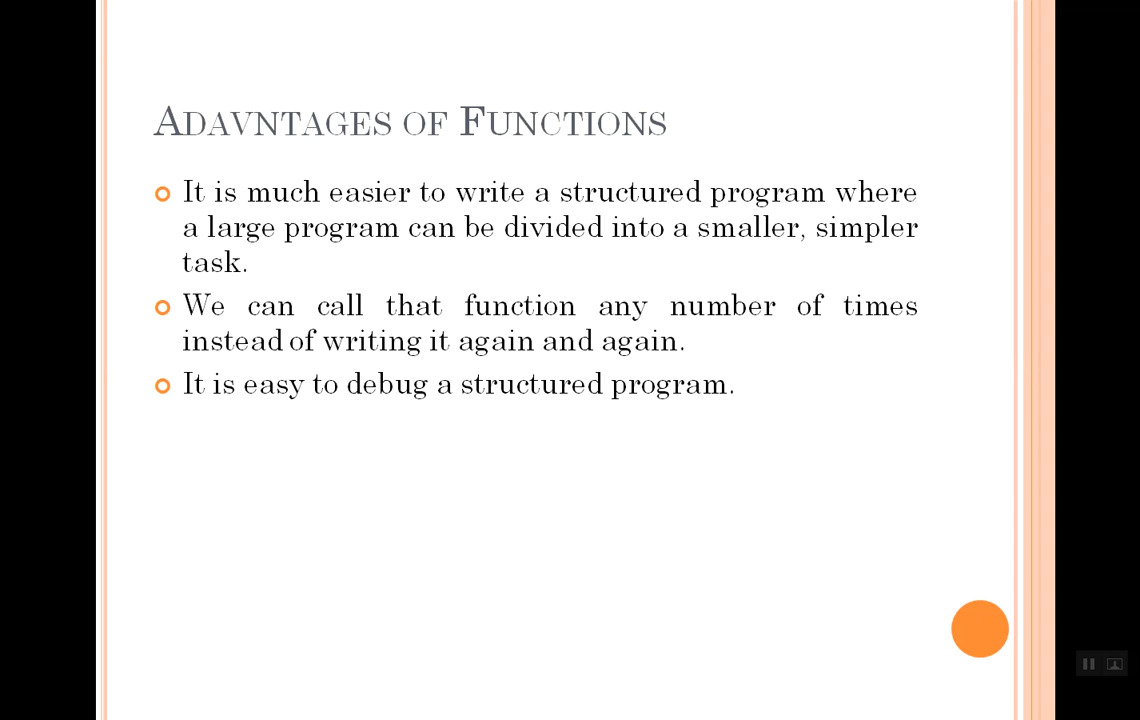 ADAVNTAGES OF FUNCTIONS
It is much easier to write a structured program where
a large program can be divided into a smaller, simpler
task.
We can call that function any number of times
instead of writing it again and again.
It is easy to debug a structured program.